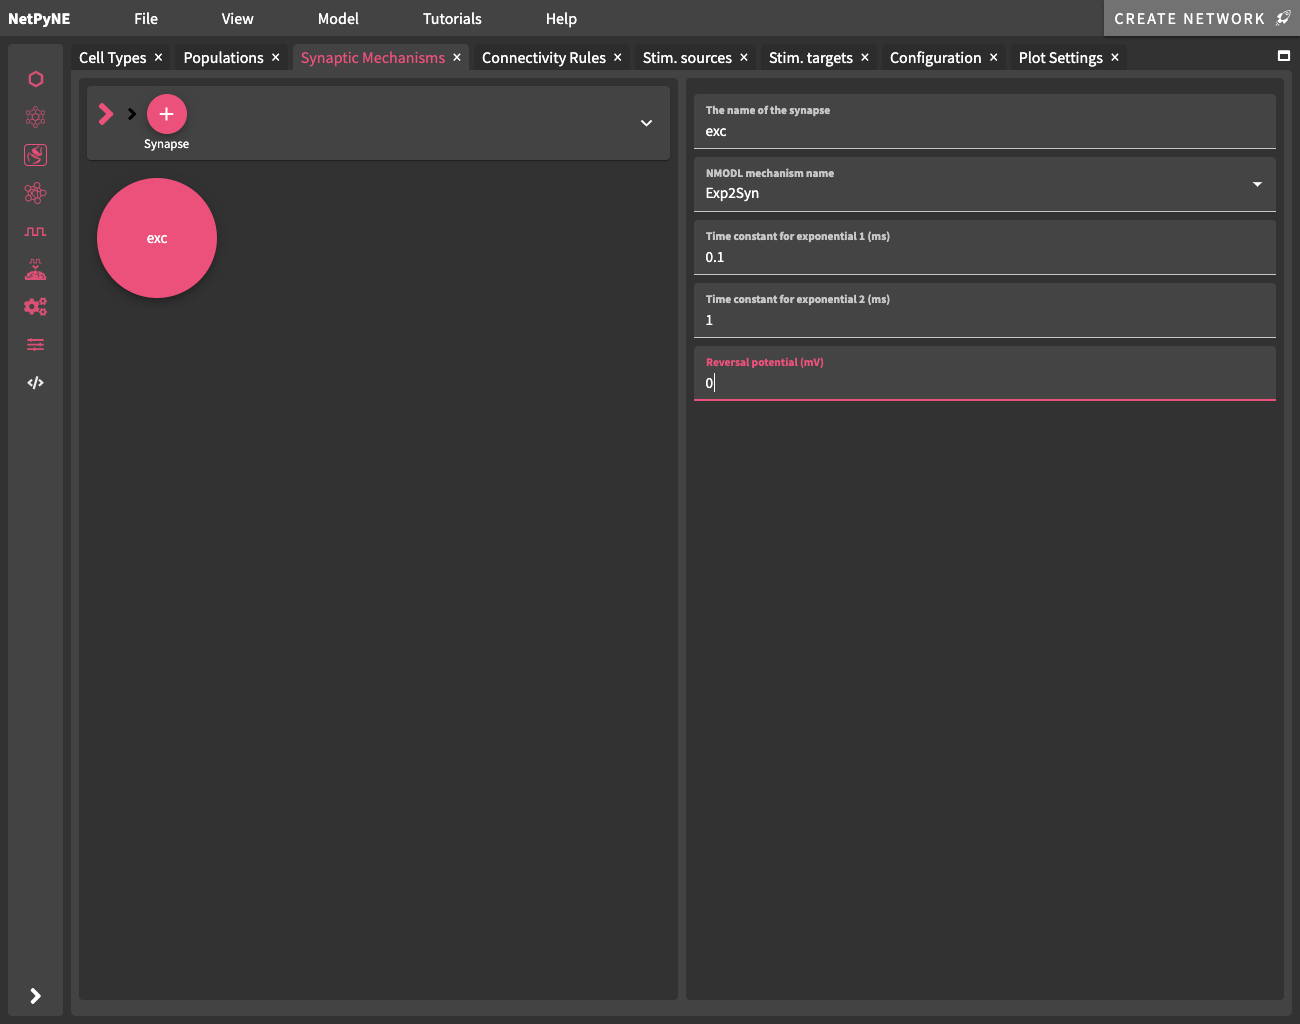 NetPyNE File View Model Tutorials Help CREATE NETWORK
Cell Types × Populations × Synaptic Mechanisms × Connectivity Rules × Stim. sources × Stim. targets × Configuration × Plot Settings ×
+
Synapse
exc
The name of the synapse
exc
NMODL mechanism name
Exp2Syn
Time constant for exponential 1 (ms)
0.1
Time constant for exponential 2 (ms)
1
Reversal potential (mV)
0